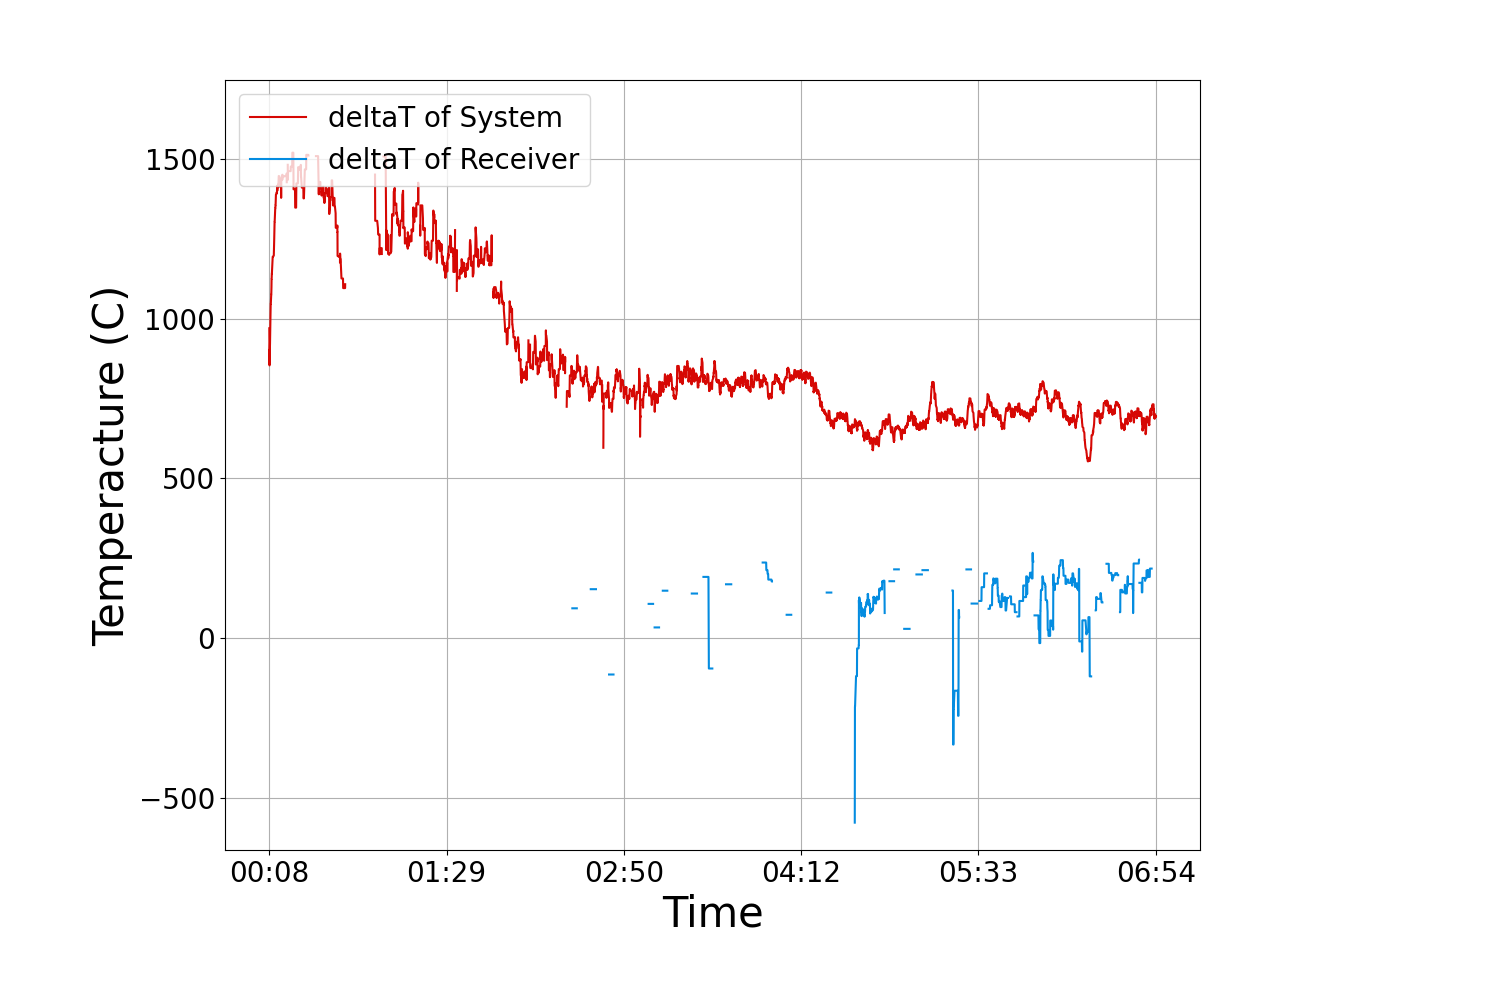 deltaT of System
deltaT of Receiver
Temperacture (C)
1500
1000
500
0
−500
00:08 01:29 02:50 04:12 05:33 06:54
Time